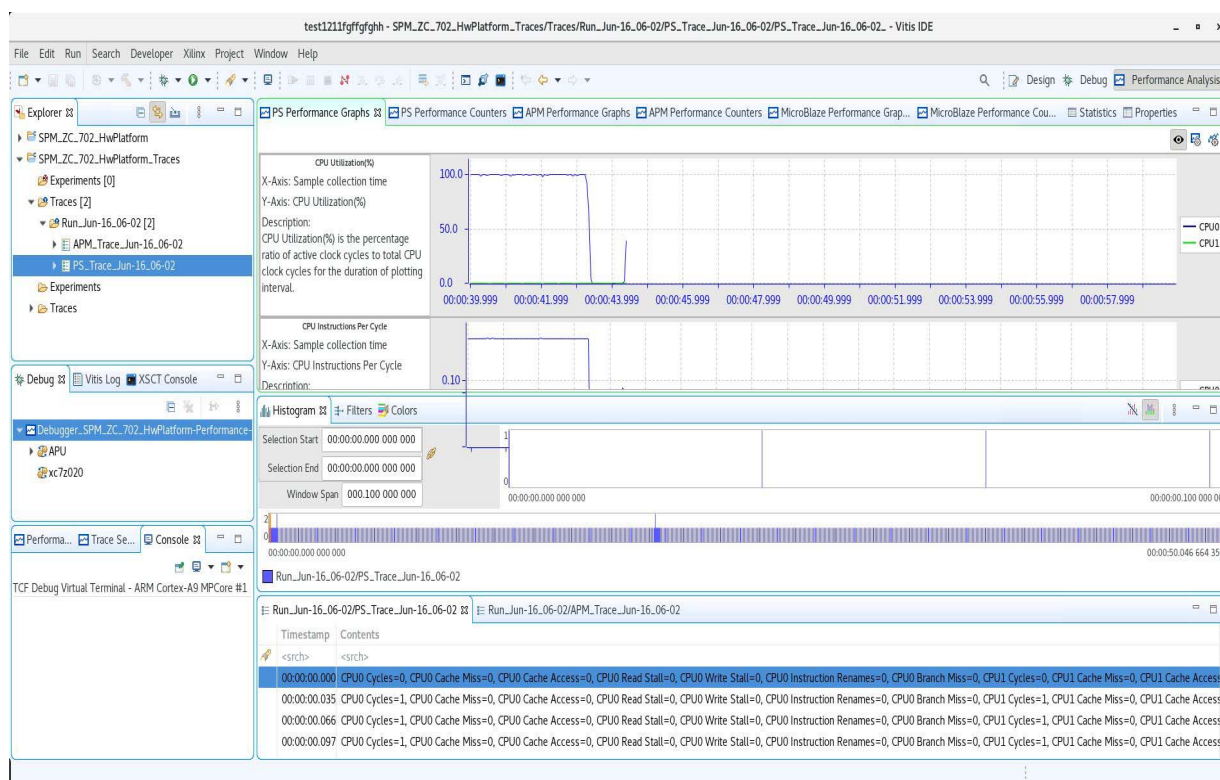 test1211fgffgfghh - SPM_ZC_702_HwPlatform_Traces/Traces/Run_Jun-16_06-02/PS_Trace_Jun-16_06-02/PS_Trace_Jun-16_06-02_ - Vitis IDE
File Edit Run Search Developer Xilinx Project Window Help
Design Debug Performance Analysis
Explorer
SPM_ZC_702_HwPlatform
SPM_ZC_702_HwPlatform_Traces
Experiments [0]
Traces [2]
Run_Jun-16_06-02 [2]
APM_Trace_Jun-16_06-02
PS_Trace_Jun-16_06-02
Experiments
Traces
PS Performance Graphs PS Performance Counters APM Performance Graphs APM Performance Counters MicroBlaze Performance Grap... MicroBlaze Performance Cou... Statistics Properties
CPU Utilization(%)
X-Axis: Sample collection time
Y-Axis: CPU Utilization(%)
Description:
CPU Utilization(%) is the percentage
ratio of active clock cycles to total CPU
clock cycles for the duration of plotting
interval.
100.0
50.0
0.0
00:00:39.999 00:00:41.999 00:00:43.999 00:00:45.999 00:00:47.999 00:00:49.999 00:00:51.999 00:00:53.999 00:00:55.999 00:00:57.999
CPU0
CPU1
CPU Instructions Per Cycle
X-Axis: Sample collection time
Y-Axis: CPU Instructions Per Cycle
Description:
0.10
CPU0
Debug Vitis Log XSCT Console
Debugger_SPM_ZC_702_HwPlatform-Performance-
APU
xc7z020
Histogram Filters Colors
Selection Start 00:00:00.000 000 000
Selection End 00:00:00.000 000 000
Window Span 000.100 000 000
1
0
00:00:00.000 000 000 00:00:00.100 000 00
2
0
00:00:00.000 000 000 00:00:50.046 664 35
Run_Jun-16_06-02/PS_Trace_Jun-16_06-02
Performa... Trace Se... Console
TCF Debug Virtual Terminal - ARM Cortex-A9 MPCore #1
Run_Jun-16_06-02/PS_Trace_Jun-16_06-02 Run_Jun-16_06-02/APM_Trace_Jun-16_06-02
Timestamp Contents
<srch> <srch>
00:00:00.000 CPU0 Cycles=0, CPU0 Cache Miss=0, CPU0 Cache Access=0, CPU0 Read Stall=0, CPU0 Write Stall=0, CPU0 Instruction Renames=0, CPU0 Branch Miss=0, CPU1 Cycles=0, CPU1 Cache Miss=0, CPU1 Cache Access
00:00:00.035 CPU0 Cycles=1, CPU0 Cache Miss=0, CPU0 Cache Access=0, CPU0 Read Stall=0, CPU0 Write Stall=0, CPU0 Instruction Renames=0, CPU0 Branch Miss=0, CPU1 Cycles=1, CPU1 Cache Miss=0, CPU1 Cache Access
00:00:00.066 CPU0 Cycles=1, CPU0 Cache Miss=0, CPU0 Cache Access=0, CPU0 Read Stall=0, CPU0 Write Stall=0, CPU0 Instruction Renames=0, CPU0 Branch Miss=0, CPU1 Cycles=1, CPU1 Cache Miss=0, CPU1 Cache Access
00:00:00.097 CPU0 Cycles=1, CPU0 Cache Miss=0, CPU0 Cache Access=0, CPU0 Read Stall=0, CPU0 Write Stall=0, CPU0 Instruction Renames=0, CPU0 Branch Miss=0, CPU1 Cycles=1, CPU1 Cache Miss=0, CPU1 Cache Access